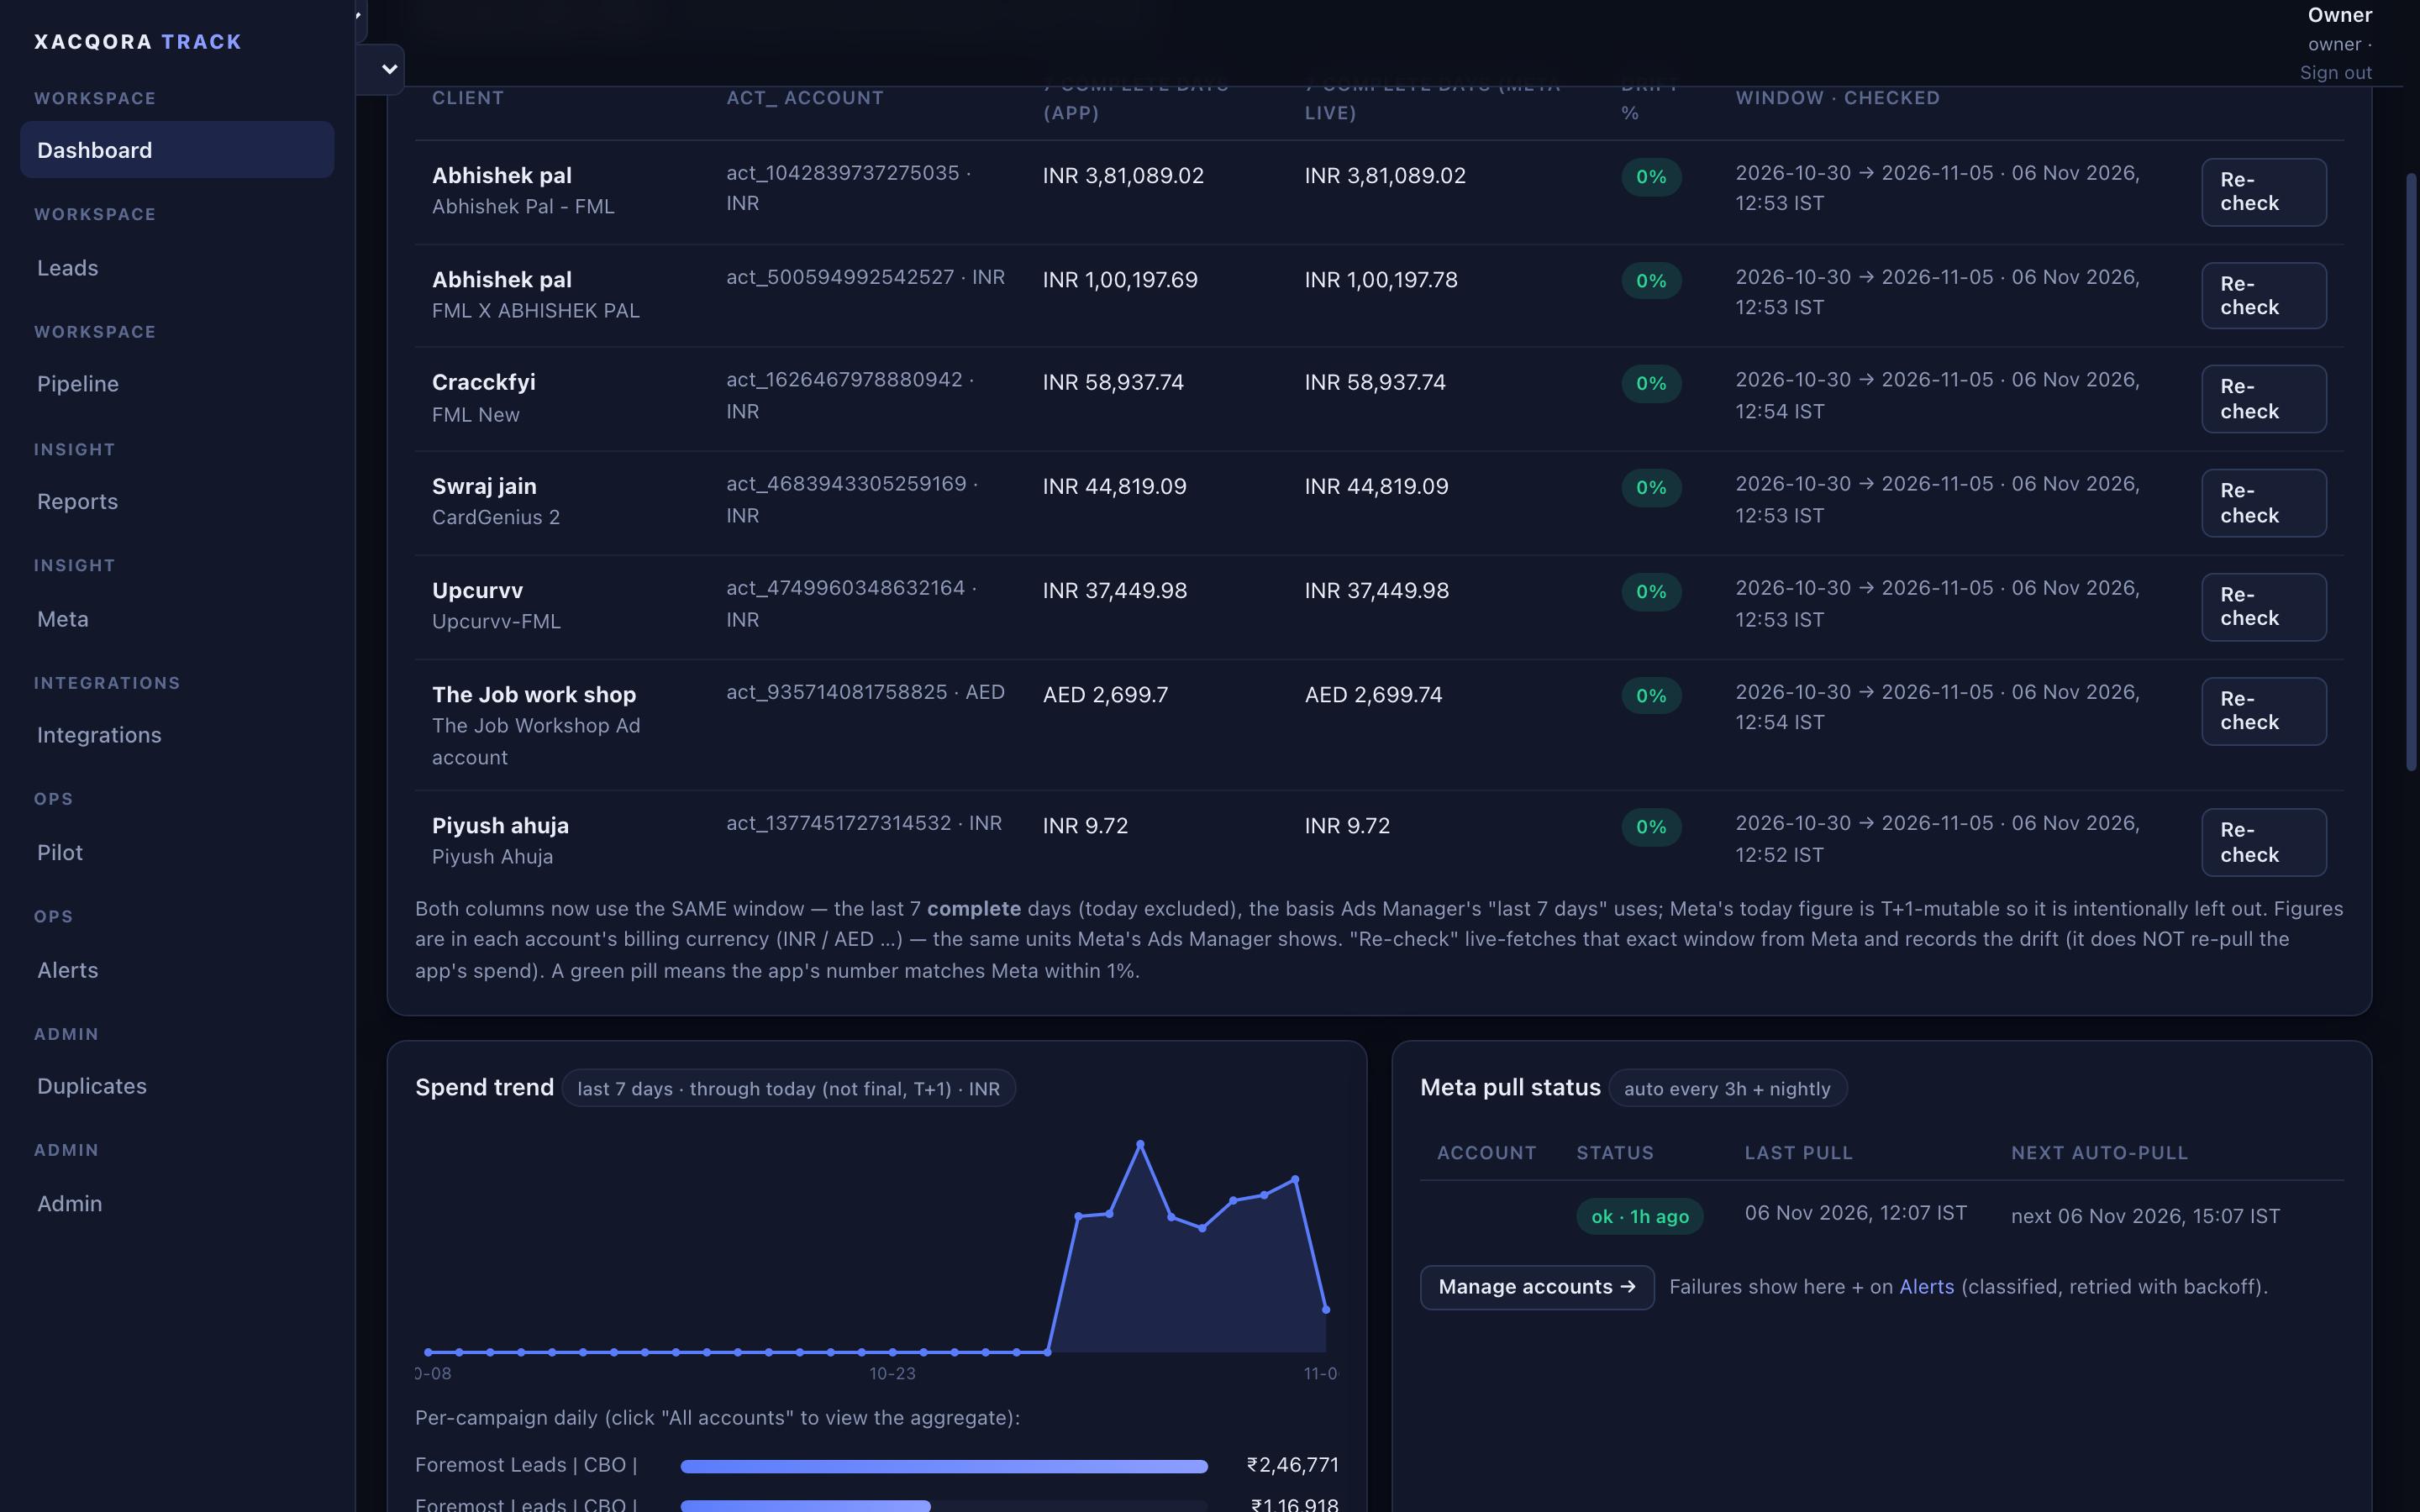 XACQORA TRACK
WORKSPACE
Dashboard
WORKSPACE
Leads
WORKSPACE
Pipeline
INSIGHT
Reports
INSIGHT
Meta
INTEGRATIONS
Integrations
OPS
Pilot
OPS
Alerts
ADMIN
Duplicates
ADMIN
Admin
Owner
owner ·
Sign out
CLIENT
ACT_ ACCOUNT
7 COMPLETE DAYS
(APP)
7 COMPLETE DAYS (META
LIVE)
DRIFT
%
WINDOW · CHECKED
Abhishek pal
Abhishek Pal - FML
act_1042839737275035 ·
INR
INR 3,81,089.02
INR 3,81,089.02
0%
2026-10-30 → 2026-11-05 · 06 Nov 2026,
12:53 IST
Re-
check
Abhishek pal
FML X ABHISHEK PAL
act_500594992542527 · INR
INR 1,00,197.69
INR 1,00,197.78
0%
2026-10-30 → 2026-11-05 · 06 Nov 2026,
12:53 IST
Re-
check
Cracckfyi
FML New
act_1626467978880942 ·
INR
INR 58,937.74
INR 58,937.74
0%
2026-10-30 → 2026-11-05 · 06 Nov 2026,
12:54 IST
Re-
check
Swraj jain
CardGenius 2
act_4683943305259169 ·
INR
INR 44,819.09
INR 44,819.09
0%
2026-10-30 → 2026-11-05 · 06 Nov 2026,
12:53 IST
Re-
check
Upcurvv
Upcurvv-FML
act_4749960348632164 ·
INR
INR 37,449.98
INR 37,449.98
0%
2026-10-30 → 2026-11-05 · 06 Nov 2026,
12:53 IST
Re-
check
The Job work shop
The Job Workshop Ad
account
act_935714081758825 · AED
AED 2,699.7
AED 2,699.74
0%
2026-10-30 → 2026-11-05 · 06 Nov 2026,
12:54 IST
Re-
check
Piyush ahuja
Piyush Ahuja
act_1377451727314532 · INR
INR 9.72
INR 9.72
0%
2026-10-30 → 2026-11-05 · 06 Nov 2026,
12:52 IST
Re-
check
Both columns now use the SAME window — the last 7 complete days (today excluded), the basis Ads Manager's "last 7 days" uses; Meta's today figure is T+1-mutable so it is intentionally left out. Figures
are in each account's billing currency (INR / AED ...) — the same units Meta's Ads Manager shows. "Re-check" live-fetches that exact window from Meta and records the drift (it does NOT re-pull the
app's spend). A green pill means the app's number matches Meta within 1%.
Spend trend
last 7 days · through today (not final, T+1) · INR
0-08
10-23
11-0
Per-campaign daily (click "All accounts" to view the aggregate):
Foremost Leads | CBO |
₹2,46,771
Foremost Leads | CBO |
₹1,16,918
Meta pull status
auto every 3h + nightly
ACCOUNT
STATUS
LAST PULL
NEXT AUTO-PULL
ok · 1h ago
06 Nov 2026, 12:07 IST
next 06 Nov 2026, 15:07 IST
Manage accounts →
Failures show here + on Alerts (classified, retried with backoff).